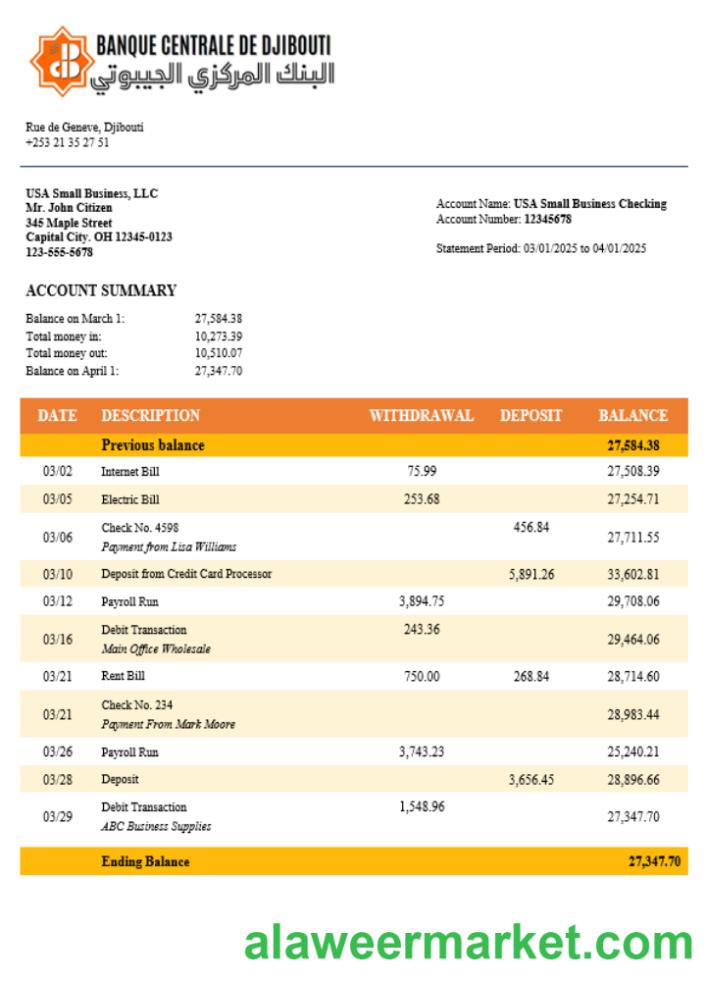 BANQUE CENTRALE DE DJIBOUTI
البنك المركزي الجيبوتي
Rue de Geneve, Djibouti
+253 21 35 27 51
USA Small Business, LLC
Mr. John Citizen
345 Maple Street
Capital City. OH 12345-0123
123-555-5678
Account Name: USA Small Business Checking
Account Number: 12345678
Statement Period: 03/01/2025 to 04/01/2025
ACCOUNT SUMMARY
Balance on March 1: 27,584.38
Total money in: 10,273.39
Total money out: 10,510.07
Balance on April 1: 27,347.70
DATE DESCRIPTION WITHDRAWAL DEPOSIT BALANCE
Previous balance 27,584.38
03/02 Internet Bill 75.99 27,508.39
03/05 Electric Bill 253.68 27,254.71
03/06 Check No. 4598 456.84 27,711.55
Payment from Lisa Williams
03/10 Deposit from Credit Card Processor 5,891.26 33,602.81
03/12 Payroll Run 3,894.75 29,708.06
03/16 Debit Transaction 243.36 29,464.06
Main Office Wholesale
03/21 Rent Bill 750.00 268.84 28,714.60
03/21 Check No. 234 28,983.44
Payment From Mark Moore
03/26 Payroll Run 3,743.23 25,240.21
03/28 Deposit 3,656.45 28,896.66
03/29 Debit Transaction 1,548.96 27,347.70
ABC Business Supplies
Ending Balance 27,347.70
alaweermarket.com